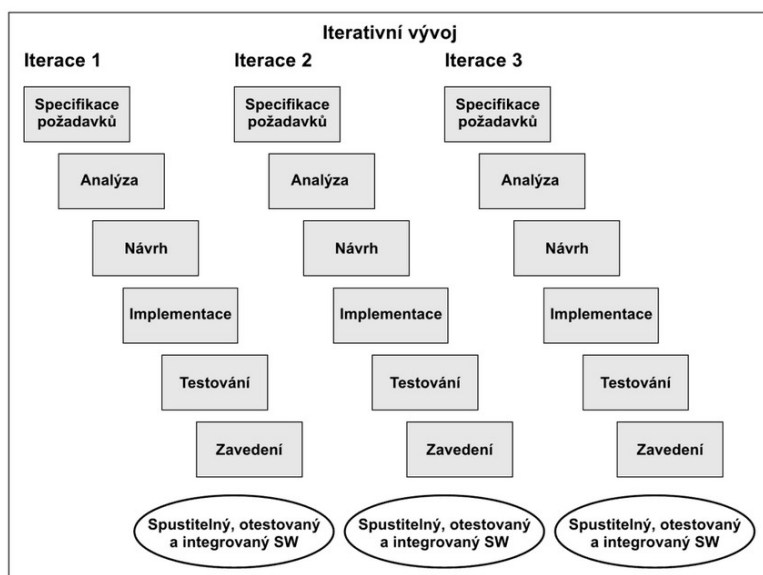 Iterativní vývoj
Iterace 1
Iterace 2
Iterace 3
Specifikace
požadavků
Specifikace
požadavků
Specifikace
požadavků
Analýza
Analýza
Analýza
Návrh
Návrh
Návrh
Implementace
Implementace
Implementace
Testování
Testování
Testování
Zavedení
Zavedení
Zavedení
Spustitelný, otestovaný
a integrovaný SW
Spustitelný, otestovaný
a integrovaný SW
Spustitelný, otestovaný
a integrovaný SW